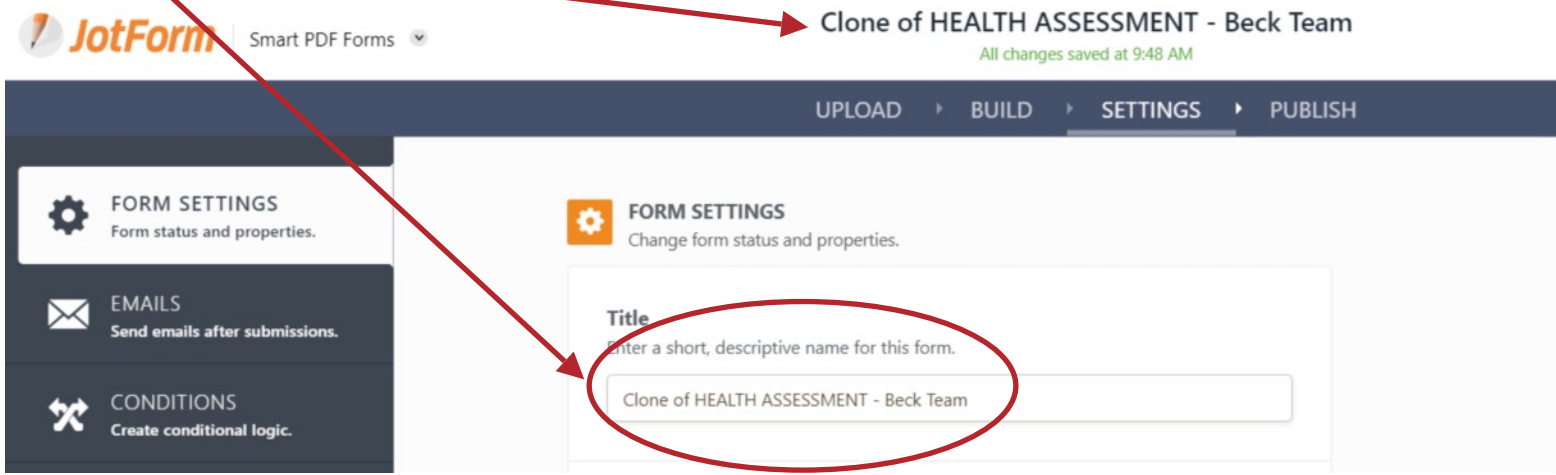 JotForm
Smart PDF Forms
Clone of HEALTH ASSESSMENT - Beck Team
All changes saved at 9:48 AM
UPLOAD BUILD SETTINGS PUBLISH
FORM SETTINGS
Form status and properties.
EMAILS
Send emails after submissions.
CONDITIONS
Create conditional logic.
FORM SETTINGS
Change form status and properties.
Title
Enter a short, descriptive name for this form.
Clone of HEALTH ASSESSMENT - Beck Team